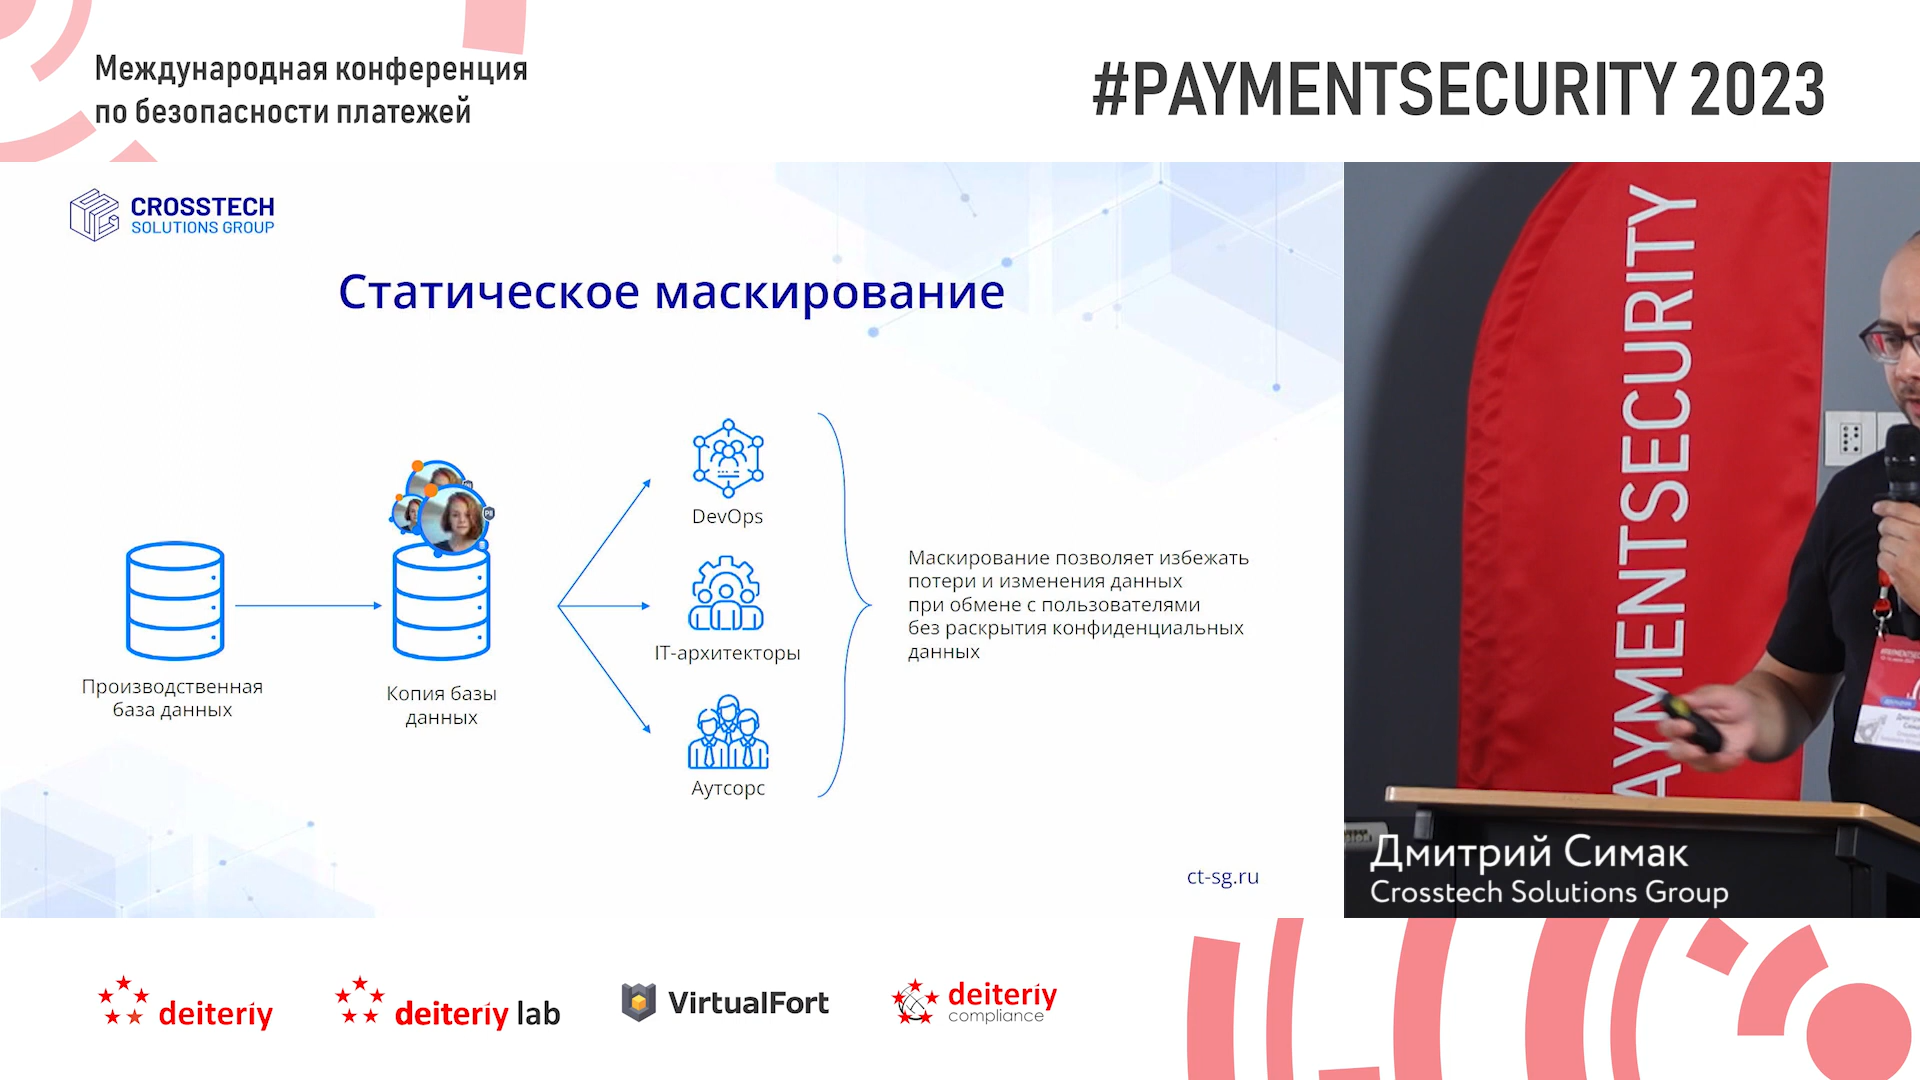 Международная конференция
по безопасности платежей
#PAYMENTSECURITY 2023
CROSSTECH
SOLUTIONS GROUP
Статическое маскирование
Производственная
база данных
Копия базы
данных
DevOps
IT-архитекторы
Аутсорс
Маскирование позволяет избежать
потери и изменения данных
при обмене с пользователями
без раскрытия конфиденциальных
данных
ct-sg.ru
PAYMENTSECURITY
Дмитрий Симак
Crosstech Solutions Group
deiteriy
deiteriy lab
VirtualFort
deiteriy
compliance